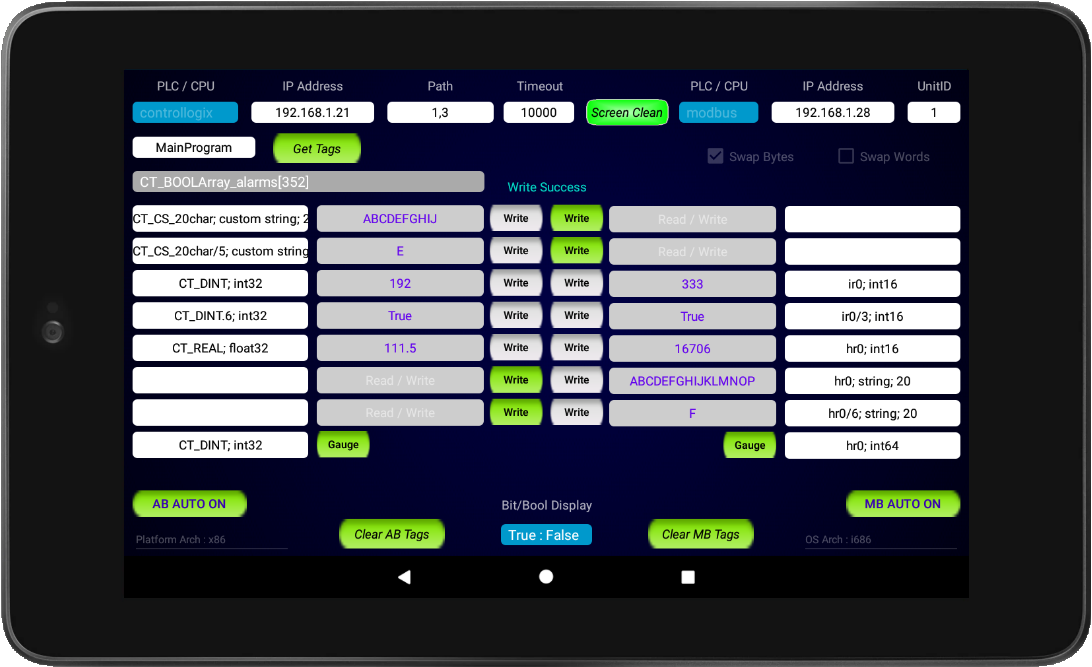 PLC / CPU IP Address Path Timeout PLC / CPU IP Address UnitID
controllogix 192.168.1.21 1,3 10000 Screen Clean modbus 192.168.1.28 1
MainProgram Get Tags Swap Bytes Swap Words
CT_BOOLArray_alarms[352] Write Success
CT_CS_20char; custom string; 2 ABCDEFGHIJ Write Write Read / Write
CT_CS_20char/5; custom string E Write Write Read / Write
CT_DINT; int32 192 Write Write 333 ir0; int16
CT_DINT.6; int32 True Write Write True ir0/3; int16
CT_REAL; float32 111.5 Write Write 16706 hr0; int16
Read / Write Write Write ABCDEFGHIJKLMNOP hr0; string; 20
Read / Write Write Write F hr0/6; string; 20
CT_DINT; int32 Gauge Gauge hr0; int64
AB AUTO ON Bit/Bool Display MB AUTO ON
Platform Arch : x86 Clear AB Tags True : False Clear MB Tags OS Arch : i686